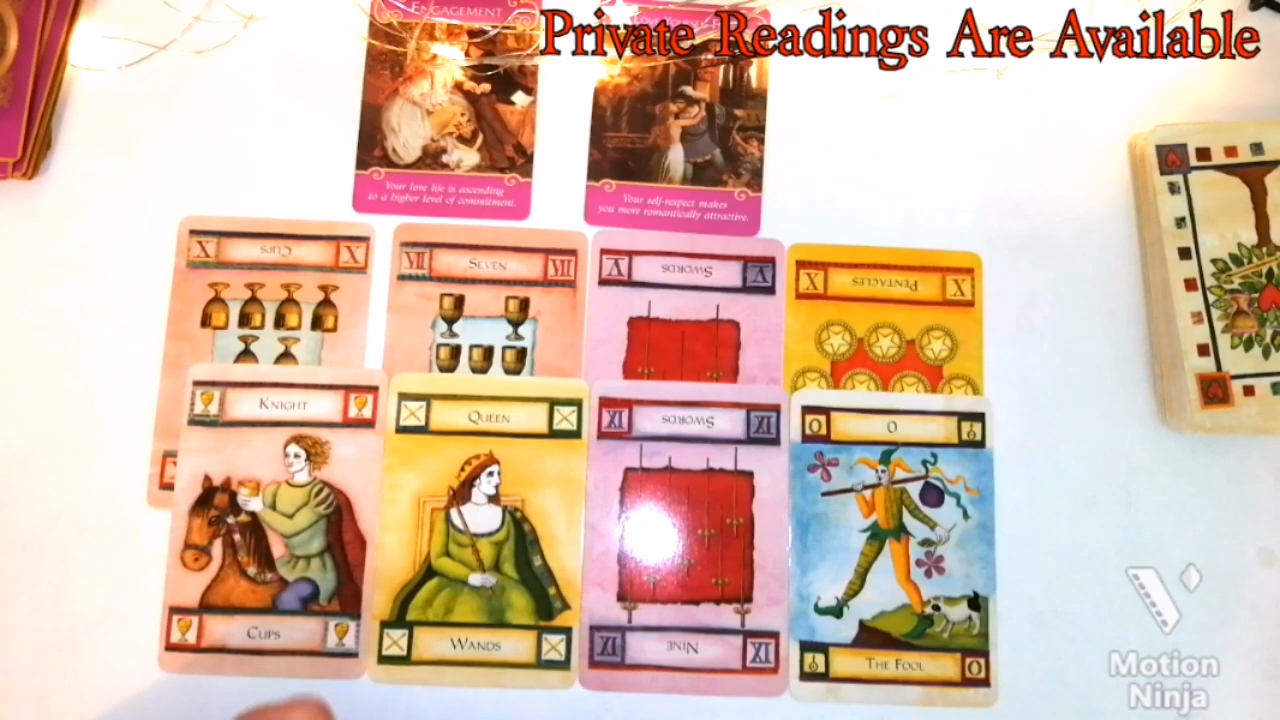 Private Readings Are Available
ENGAGEMENT
Your love life is ascending
to a higher level of commitment.
Your self-respect makes
you more romantically attractive.
X CUPS X
VII SEVEN VII
V SWORDS V
X PENTACLES X
KNIGHT
QUEEN
IX SWORDS IX
0 0
CUPS
WANDS
IX NINE IX
THE FOOL 0
Motion
Ninja